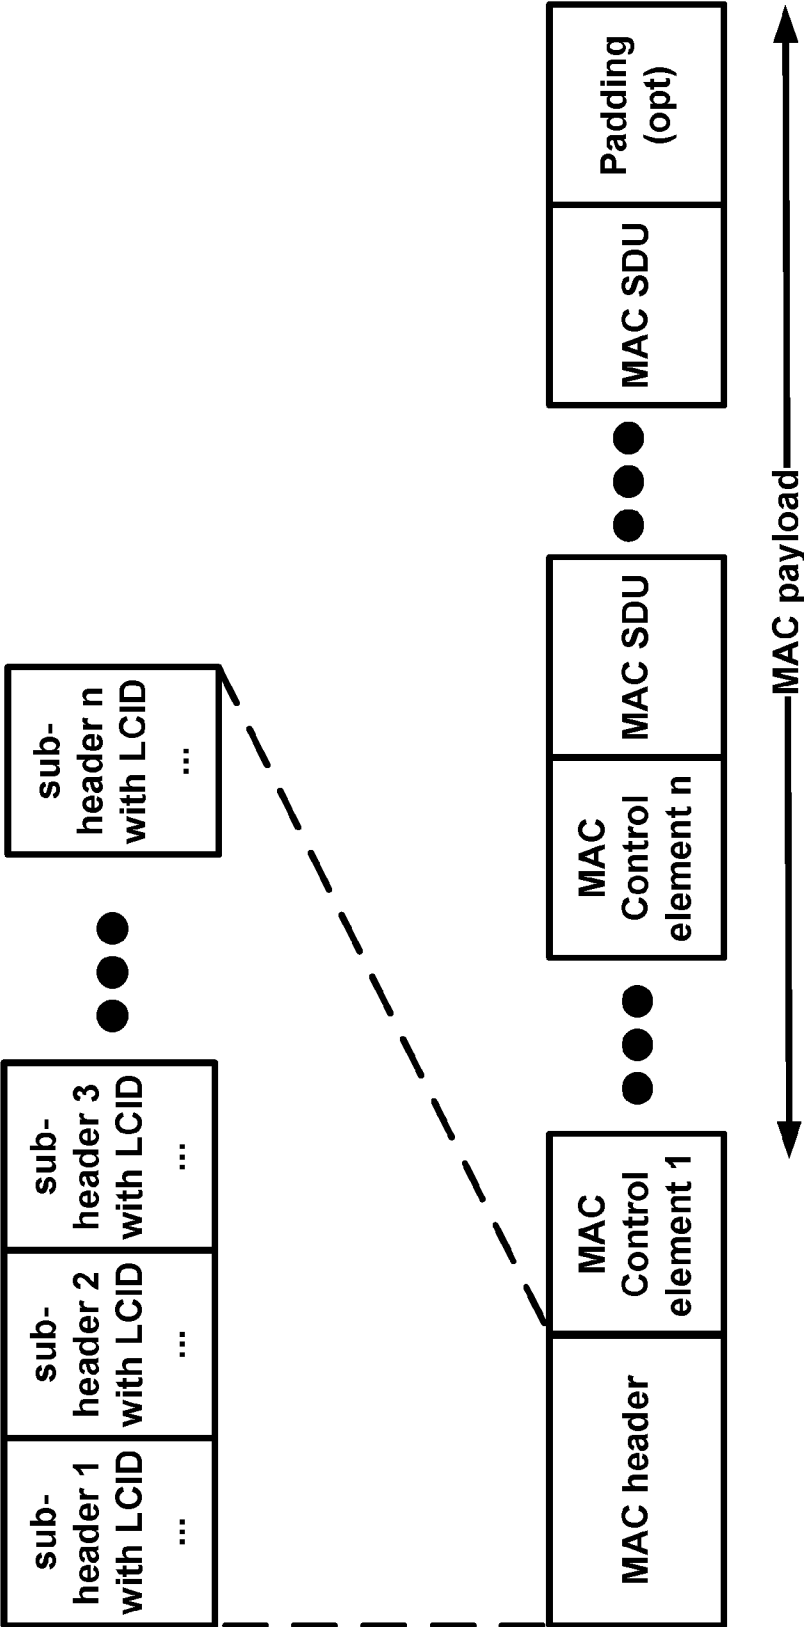 sub-
header 1
with LCID
...
sub-
header 2
with LCID
...
sub-
header 3
with LCID
...
sub-
header n
with LCID
...
MAC header
MAC
Control
element 1
MAC
Control
element n
MAC SDU
MAC SDU
Padding
(opt)
MAC payload